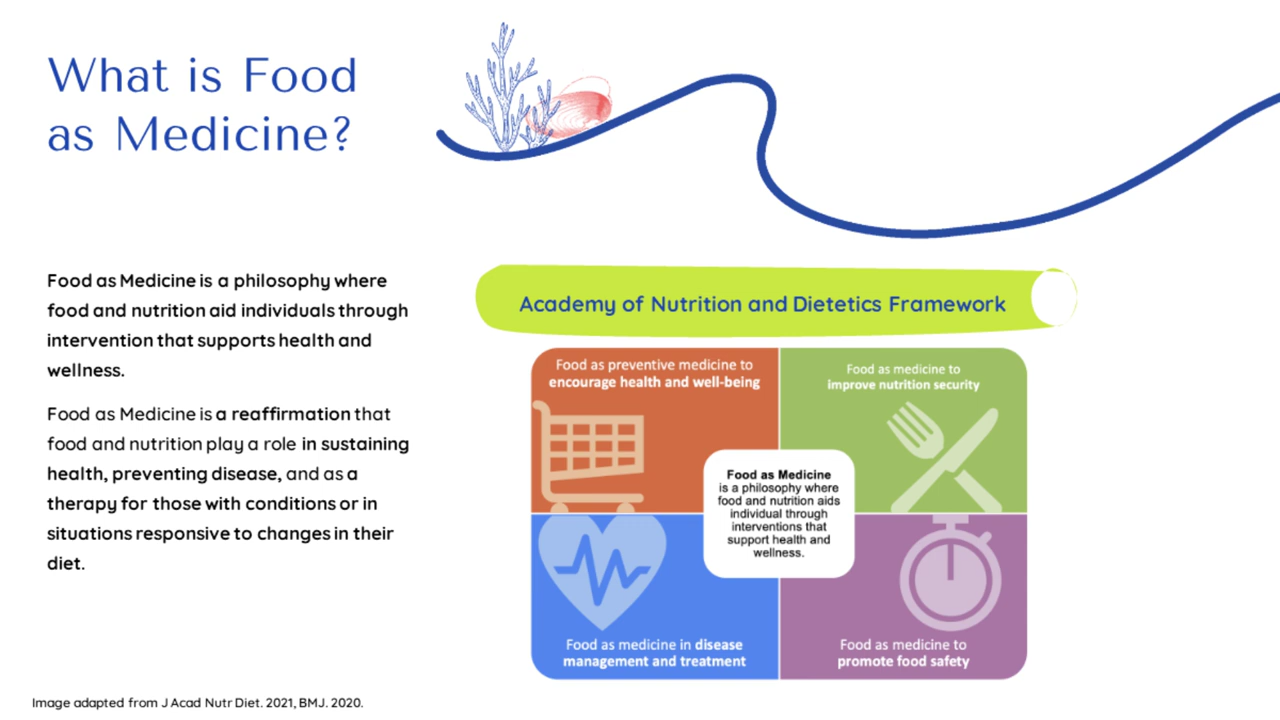 What is Food
as Medicine?
Food as Medicine is a philosophy where
food and nutrition aid individuals through
intervention that supports health and
wellness.
Food as Medicine is a reaffirmation that
food and nutrition play a role in sustaining
health, preventing disease, and as a
therapy for those with conditions or in
situations responsive to changes in their
diet.
Academy of Nutrition and Dietetics Framework
Food as preventive medicine to
encourage health and well-being
Food as medicine to
improve nutrition security
Food as Medicine
is a philosophy where
food and nutrition aids
individual through
interventions that
support health and
wellness.
Food as medicine in disease
management and treatment
Food as medicine to
promote food safety
Image adapted from J Acad Nutr Diet. 2021, BMJ. 2020.